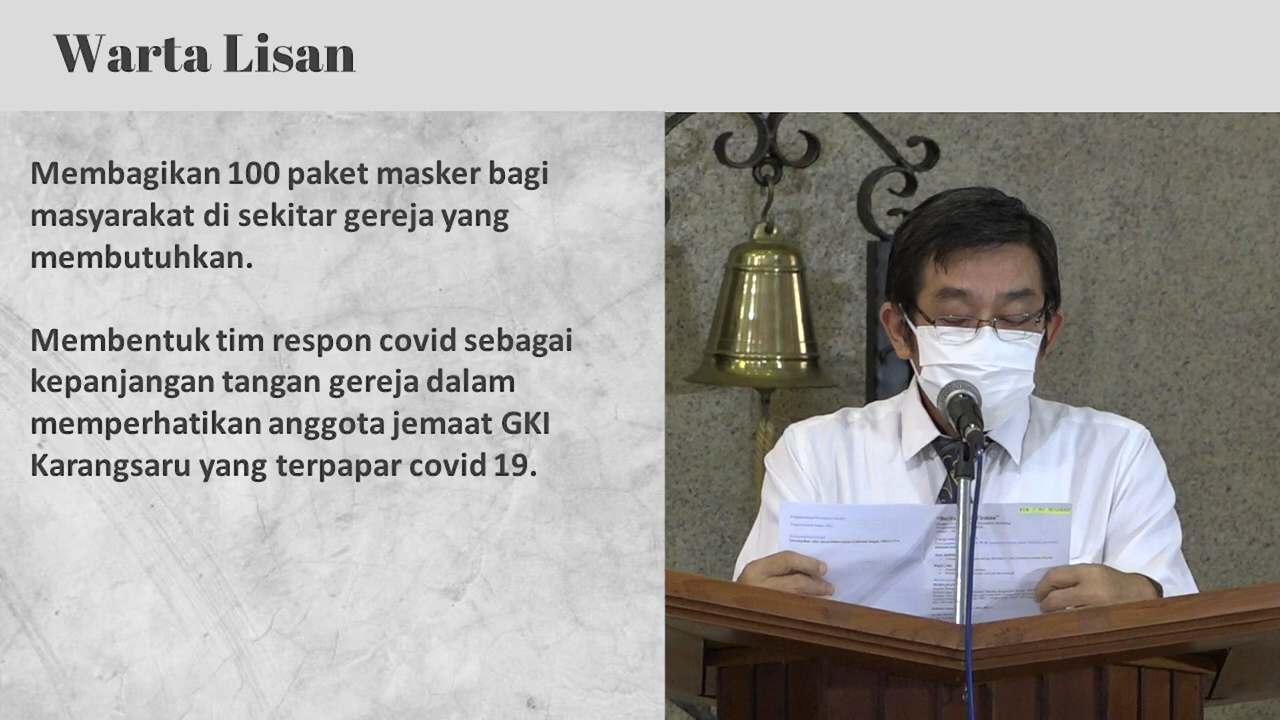 Warta Lisan
Membagikan 100 paket masker bagi
masyarakat di sekitar gereja yang
membutuhkan.
Membentuk tim respon covid sebagai
kepanjangan tangan gereja dalam
memperhatikan anggota jemaat GKI
Karangsaru yang terpapar covid 19.